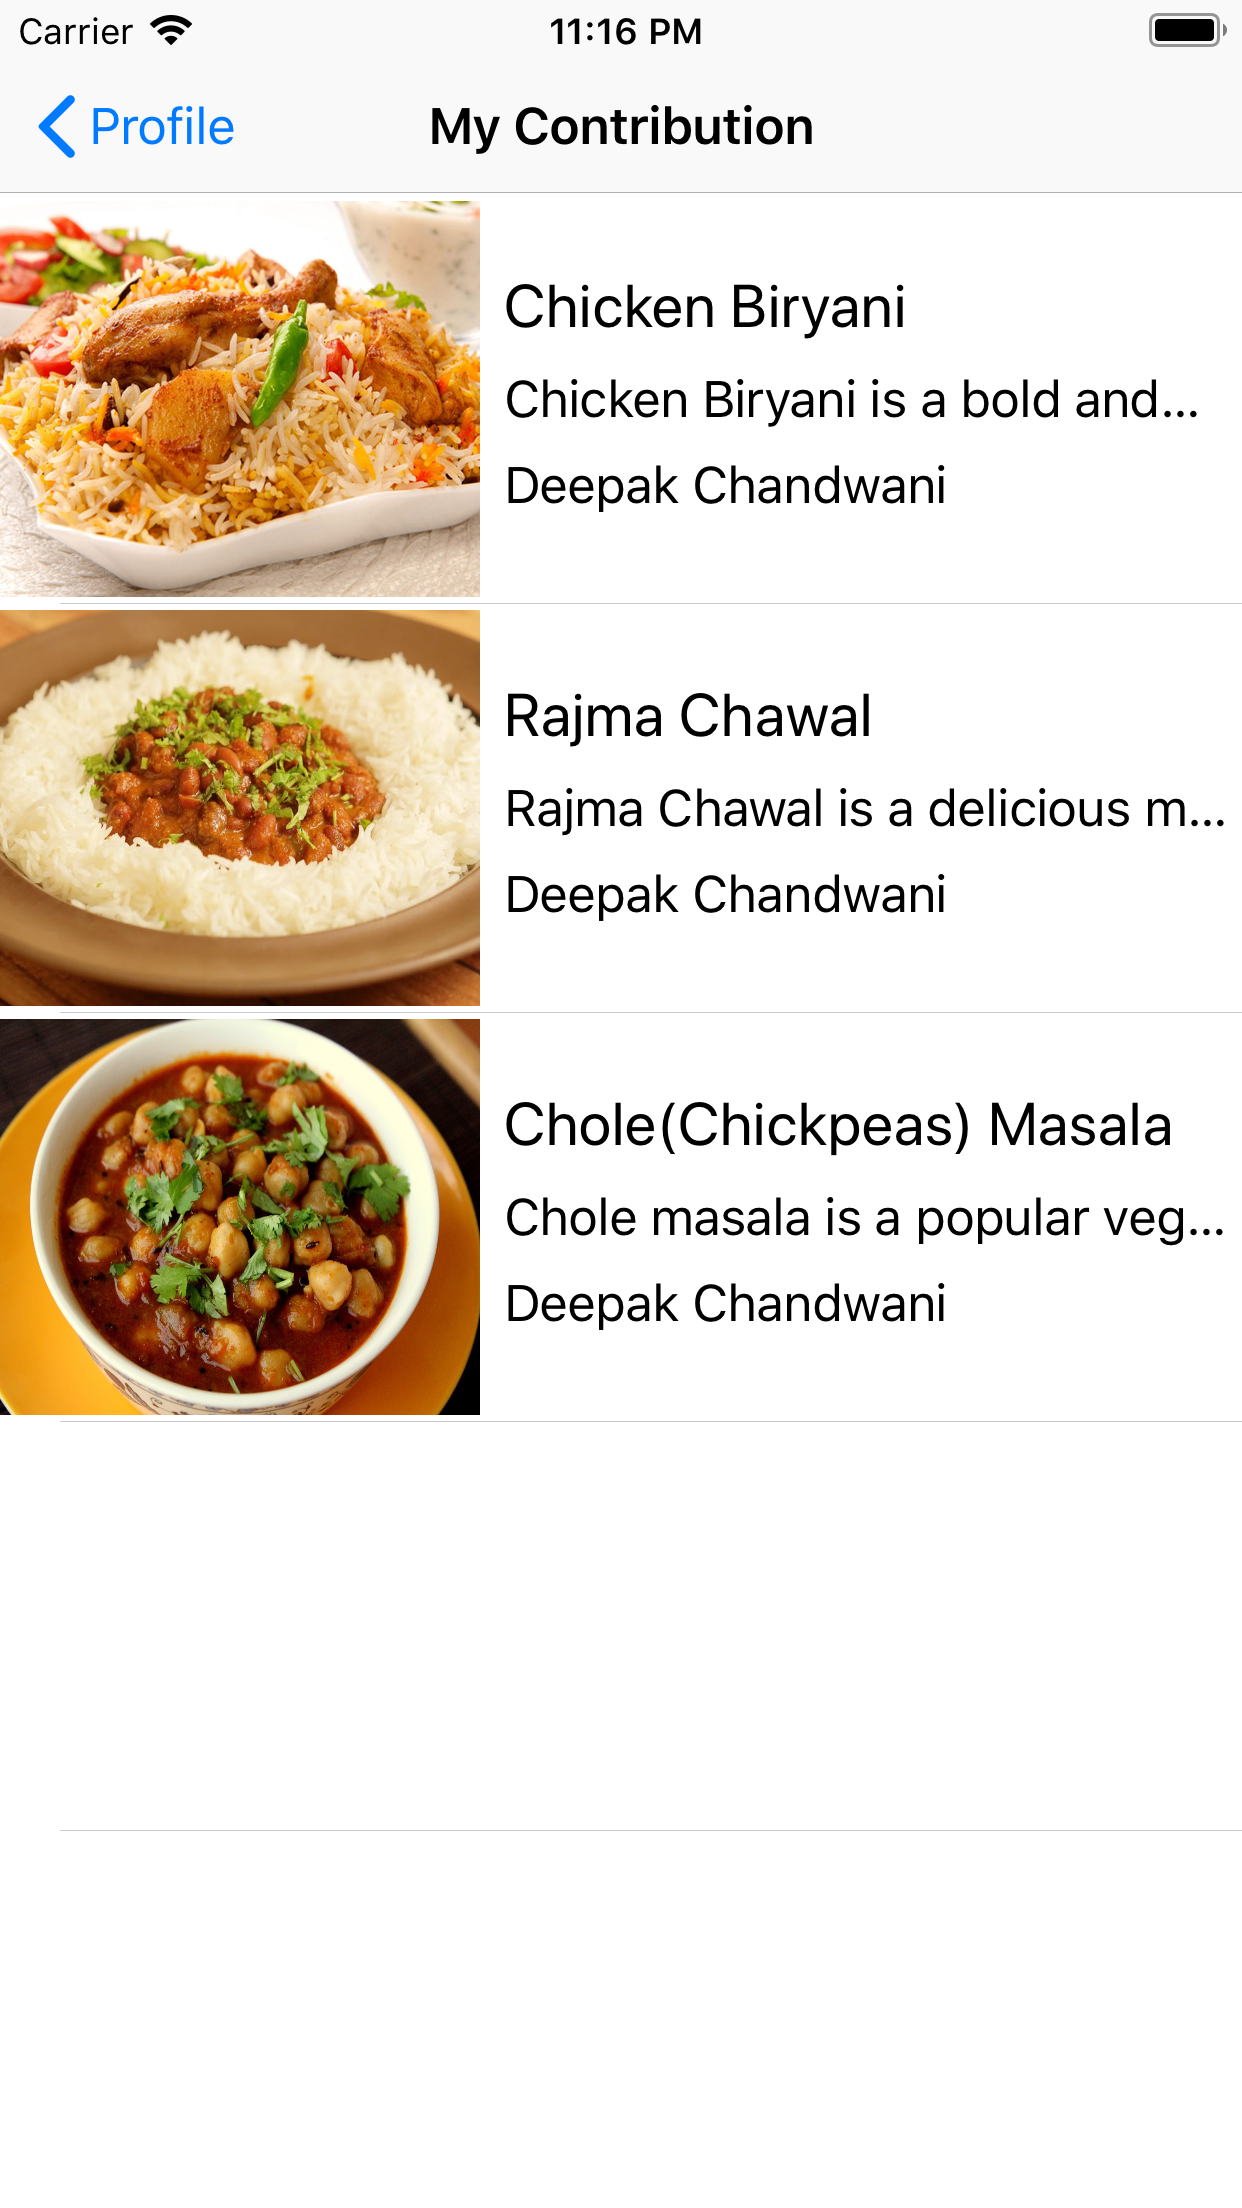 Carrier 11:16 PM
Profile My Contribution
Chicken Biryani
Chicken Biryani is a bold and...
Deepak Chandwani
Rajma Chawal
Rajma Chawal is a delicious m...
Deepak Chandwani
Chole(Chickpeas) Masala
Chole masala is a popular veg...
Deepak Chandwani